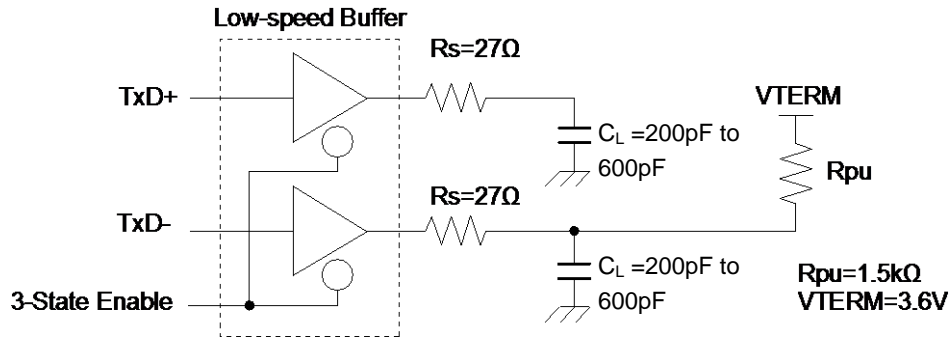 Low-speed Buffer
Rs=27Ω
TxD+
VTERM
C_L =200pF to
600pF
Rpu
Rs=27Ω
TxD-
C_L =200pF to
600pF
Rpu=1.5kΩ
VTERM=3.6V
3-State Enable